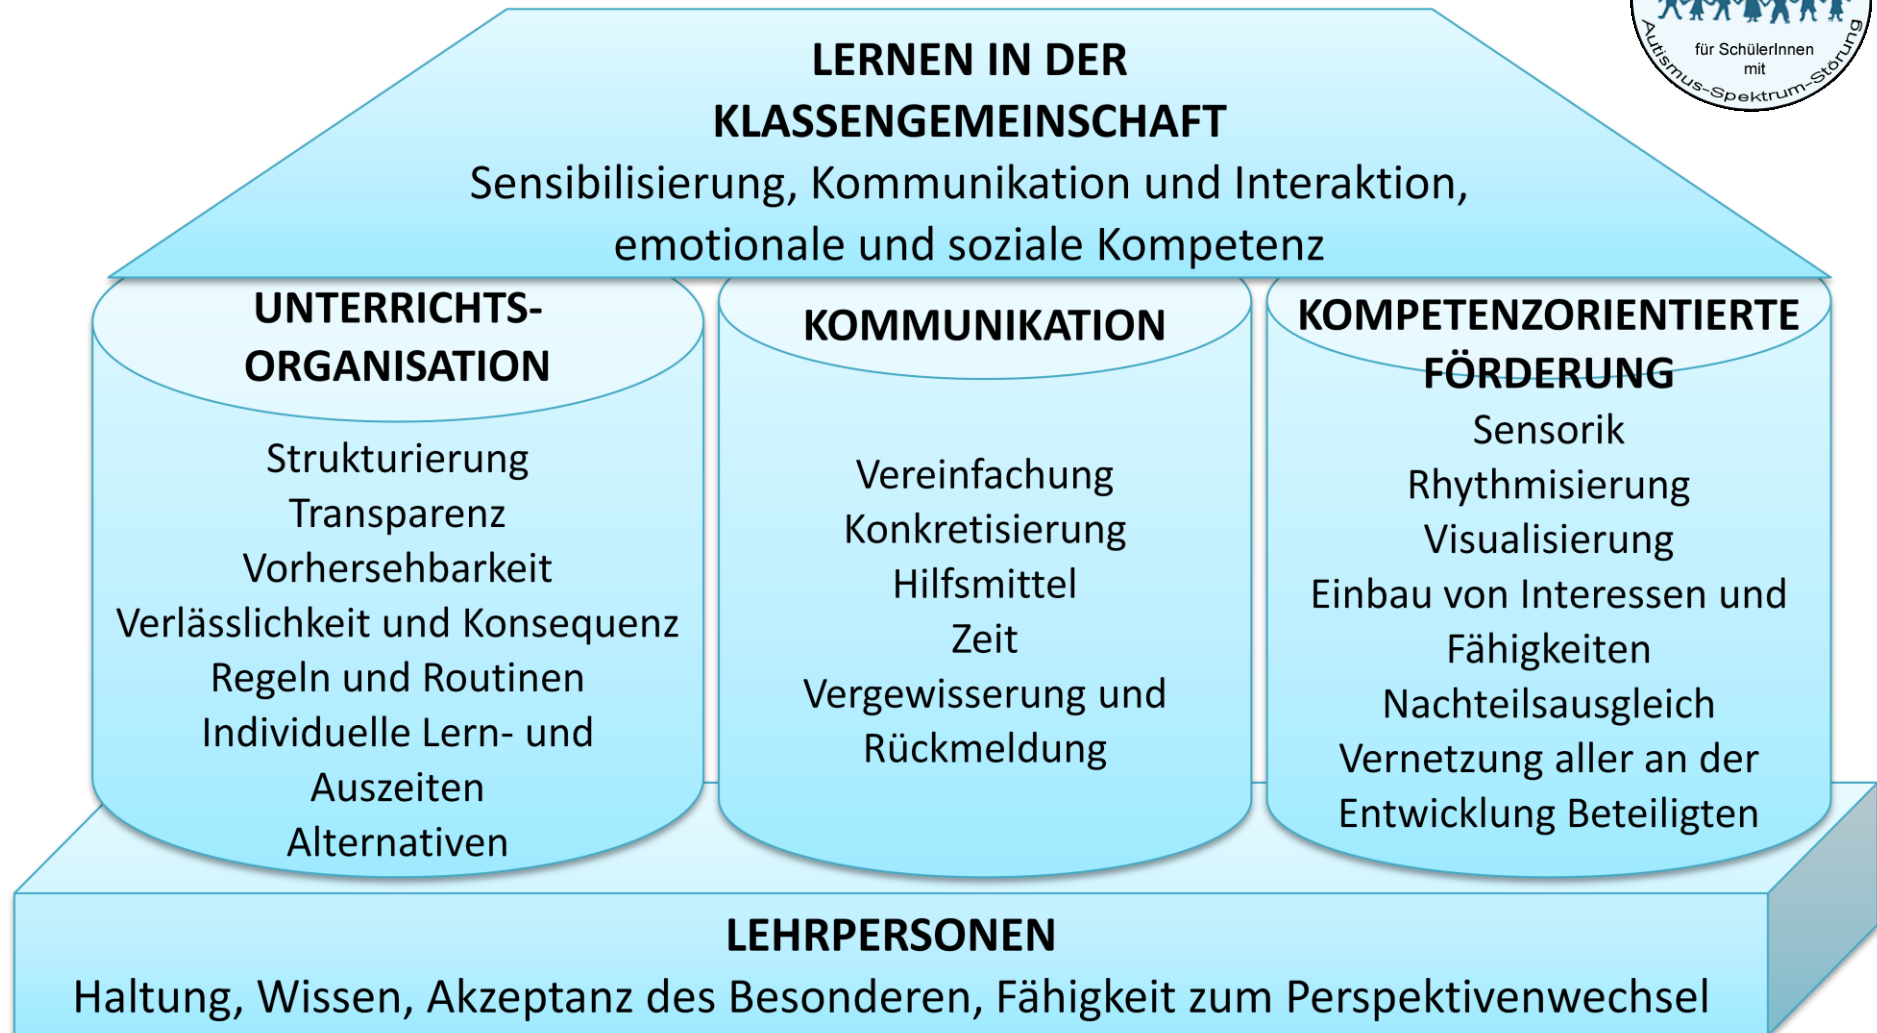 LERNEN IN DER
KLASSENGEMEINSCHAFT
Sensibilisierung, Kommunikation und Interaktion,
emotionale und soziale Kompetenz
für SchülerInnen
mit
Autismus-Spektrum-Störung
UNTERRICHTS-
ORGANISATION
Strukturierung
Transparenz
Vorhersehbarkeit
Verlässlichkeit und Konsequenz
Regeln und Routinen
Individuelle Lern- und
Auszeiten
Alternativen
KOMMUNIKATION
Vereinfachung
Konkretisierung
Hilfsmittel
Zeit
Vergewisserung und
Rückmeldung
KOMPETENZORIENTIERTE
FÖRDERUNG
Sensorik
Rhythmisierung
Visualisierung
Einbau von Interessen und
Fähigkeiten
Nachteilsausgleich
Vernetzung aller an der
Entwicklung Beteiligten
LEHRPERSONEN
Haltung, Wissen, Akzeptanz des Besonderen, Fähigkeit zum Perspektivenwechsel